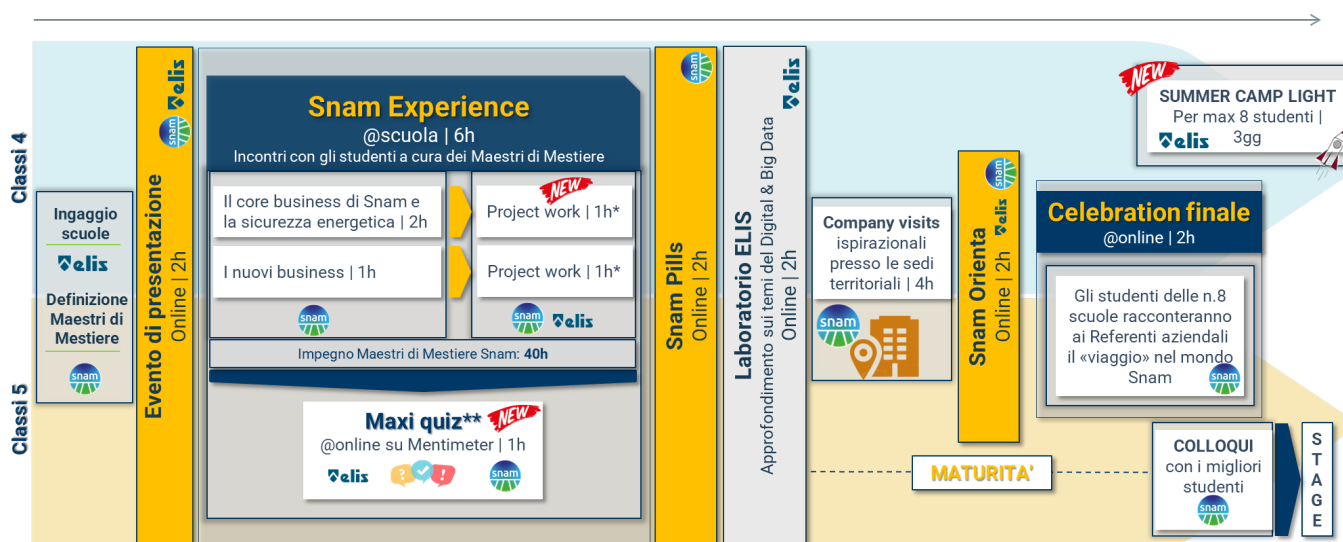 Classi 4
Classi 5
Ingaggio
scuole
elis
Definizione
Maestri di
Mestiere
snam
Evento di presentazione
Online | 2h
snam
elis
Snam Experience
@scuola | 6h
Incontri con gli studenti a cura dei Maestri di Mestiere
Il core business di Snam e
la sicurezza energetica | 2h
NEW
Project work | 1h*
I nuovi business | 1h
Project work | 1h*
snam
snam
elis
Impegno Maestri di Mestiere Snam: 40h
Maxi quiz**
NEW
@online su Mentimeter | 1h
elis
?
!
snam
snam
Snam Pills
Online | 2h
elis
Laboratorio ELIS
Approfondimento sui temi del Digital & Big Data
Online | 2h
Company visits
ispirazionali
presso le sedi
territoriali | 4h
snam
snam
elis
Snam Orienta
Online | 2h
NEW
SUMMER CAMP LIGHT
Per max 8 studenti |
3gg
elis
Celebration finale
@online | 2h
Gli studenti delle n.8
scuole racconteranno
ai Referenti aziendali
il «viaggio» nel mondo
Snam
snam
MATURITA'
COLLOQUI
con i migliori
studenti
snam
STAGE